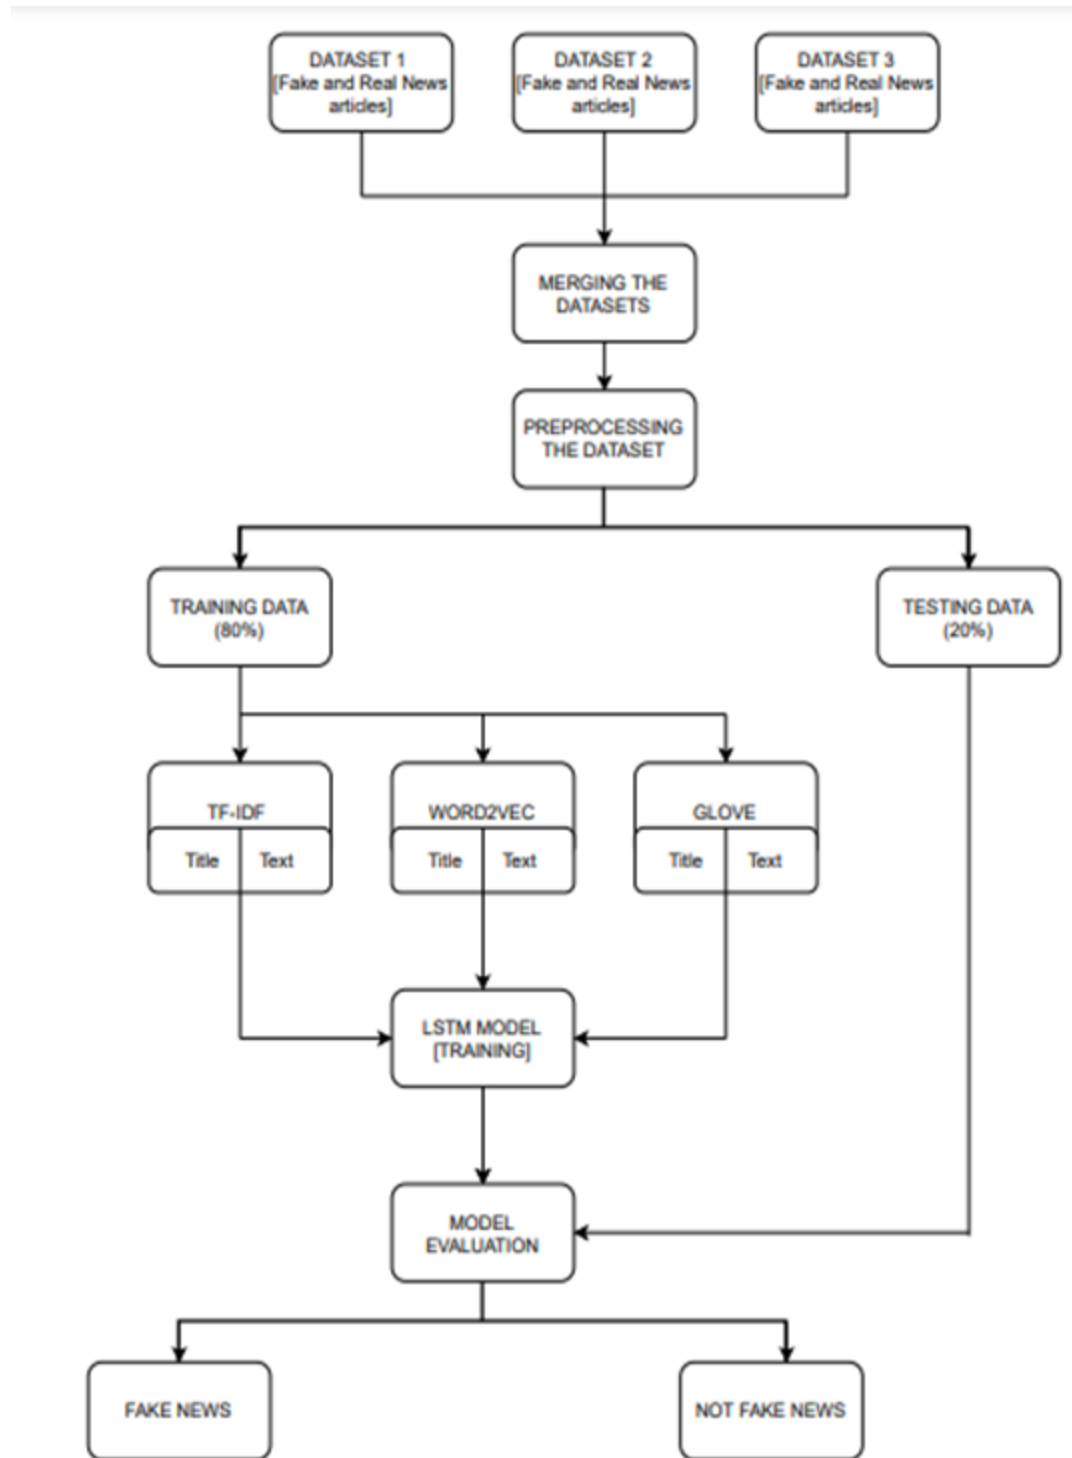 DATASET 1
[Fake and Real News
articles]
DATASET 2
[Fake and Real News
articles]
DATASET 3
[Fake and Real News
articles]
MERGING THE
DATASETS
PREPROCESSING
THE DATASET
TRAINING DATA
(80%)
TESTING DATA
(20%)
TF-IDF
Title
Text
WORD2VEC
Title
Text
GLOVE
Title
Text
LSTM MODEL
[TRAINING]
MODEL
EVALUATION
FAKE NEWS
NOT FAKE NEWS